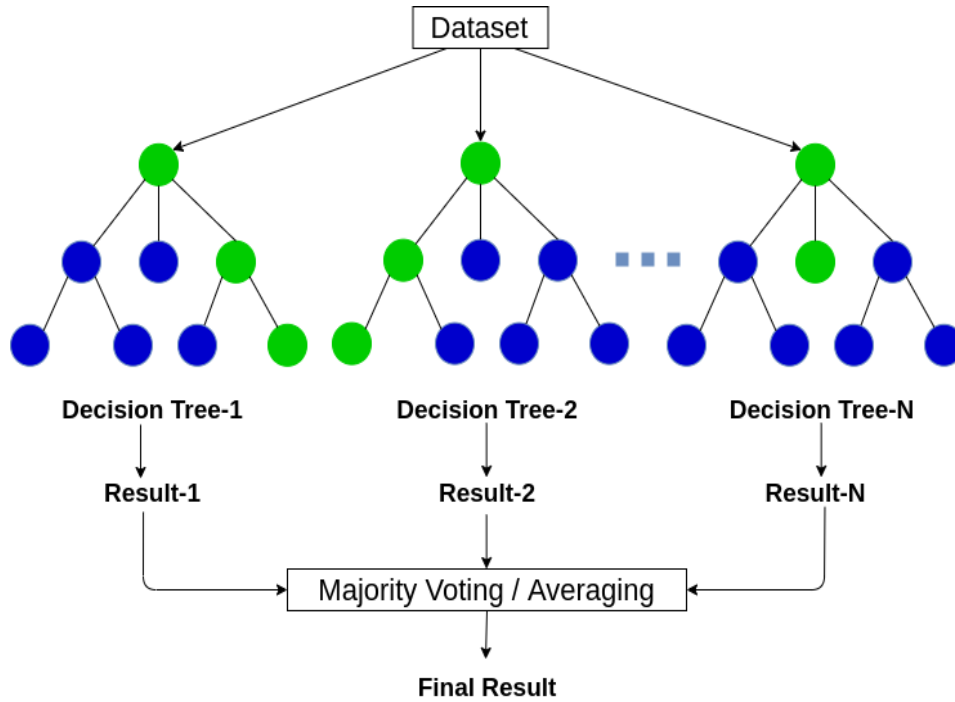 Dataset
Decision Tree-1
Decision Tree-2
Decision Tree-N
Result-1
Result-2
Result-N
Majority Voting / Averaging
Final Result